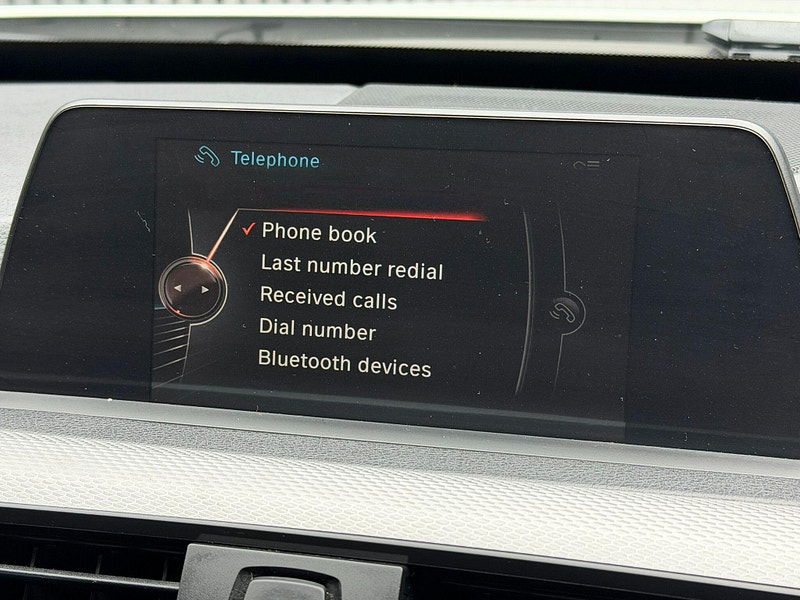 Telephone
Phone book
Last number redial
Received calls
Dial number
Bluetooth devices